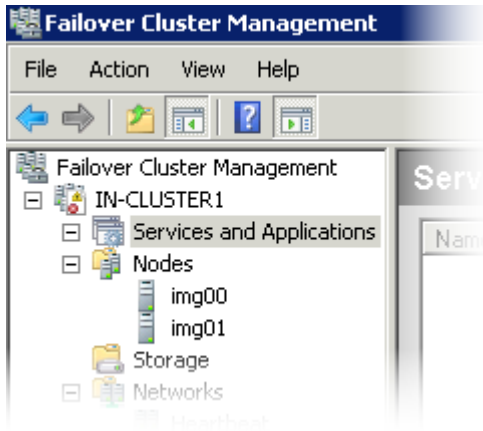 Failover Cluster Management
File Action View Help
Failover Cluster Management
IN-CLUSTER1
Services and Applications
Nodes
img00
img01
Storage
Networks
Heartbeat
Serv
Nam